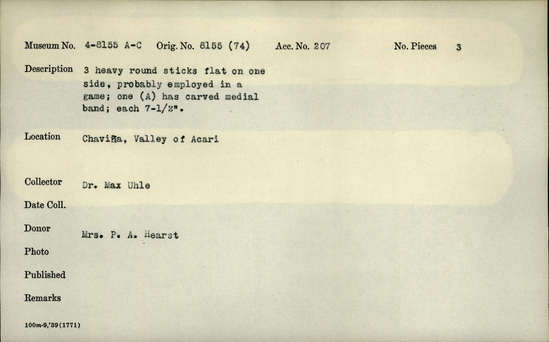 Museum No. 4-8155 A-C Orig. No. 8155 (74) Acc. No. 207 No. Pieces 3
Description 3 heavy round sticks flat on one
side, probably employed in a
game; one (A) has carved medial
band; each 7-1/2".
Location Chaviña, Valley of Acari
Collector Dr. Max Uhle
Date Coll.
Donor Mrs. P. A. Hearst
Photo
Published
Remarks
100m-9,'39(1771)